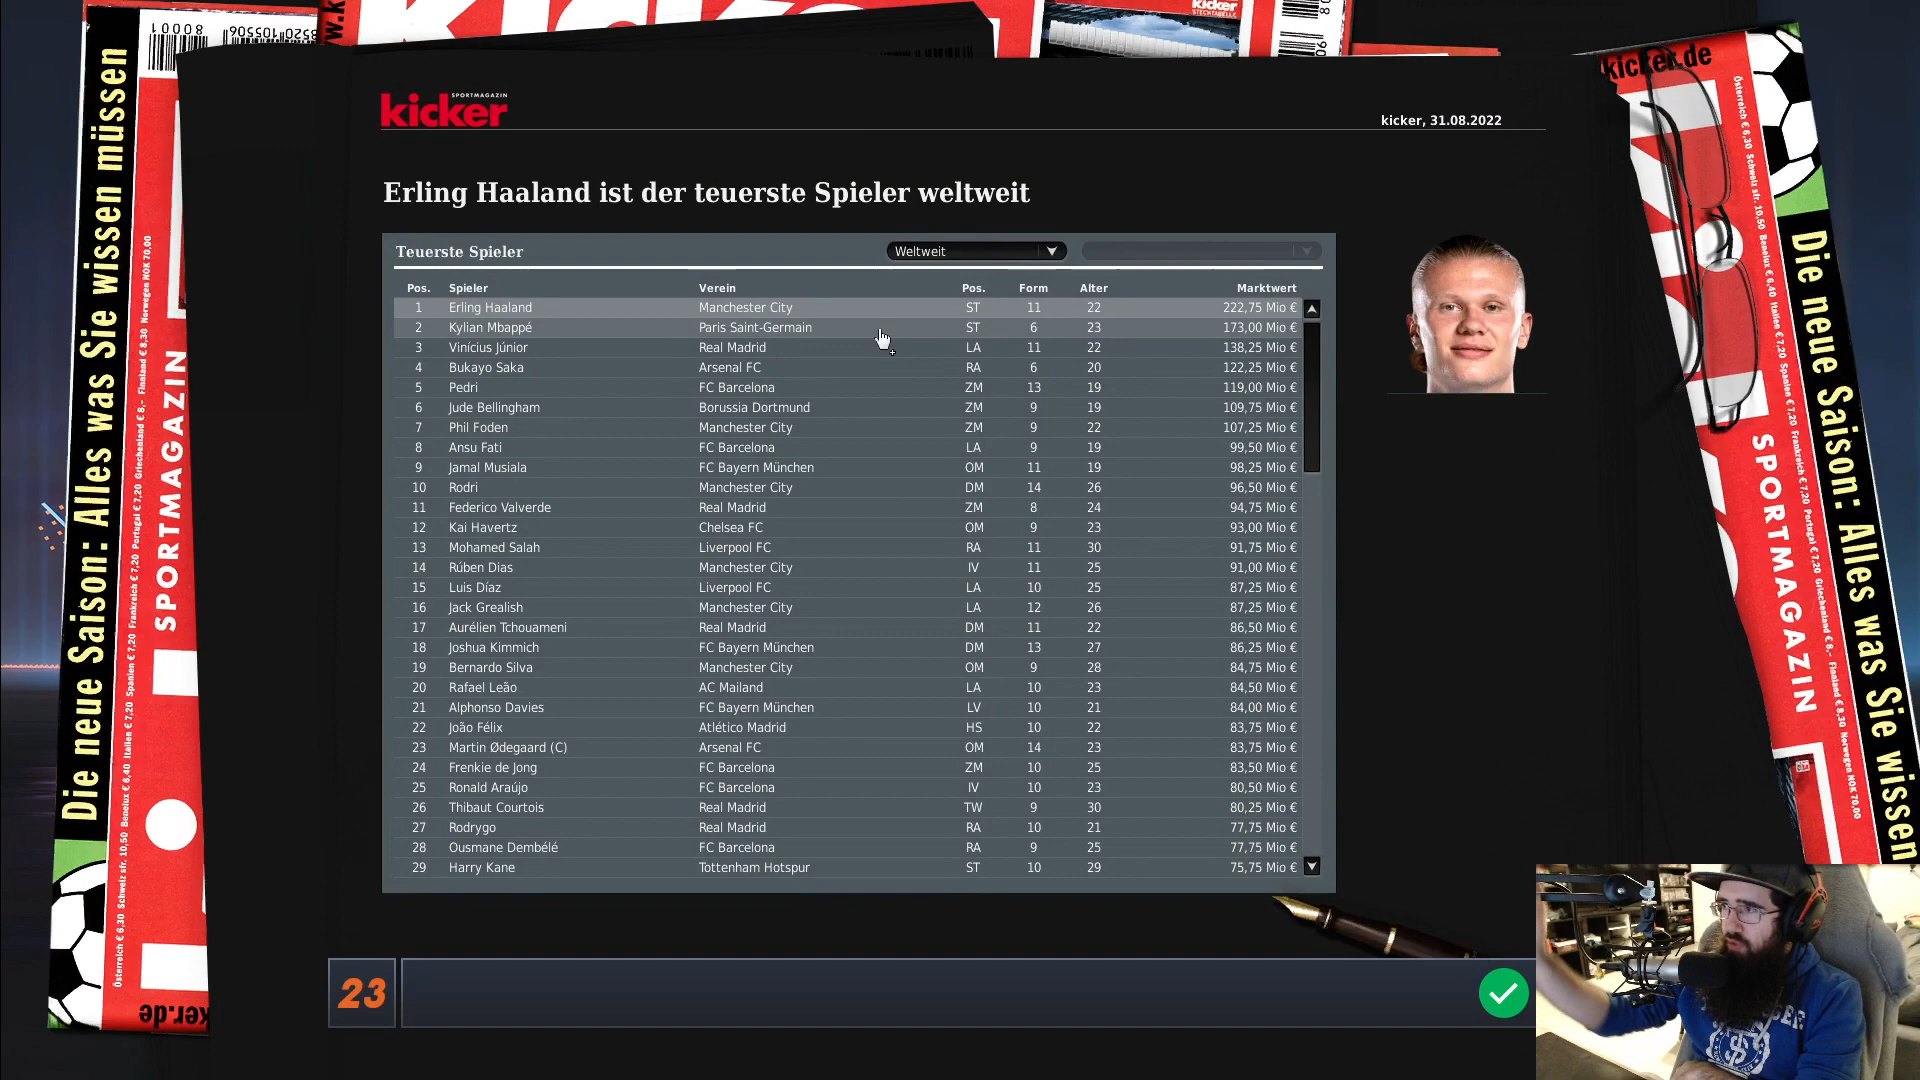 kicker
SPORTMAGAZIN
kicker, 31.08.2022
Erling Haaland ist der teuerste Spieler weltweit
Teuerste Spieler
Weltweit
Pos. Spieler Verein Pos. Form Alter Marktwert
1 Erling Haaland Manchester City ST 11 22 222,75 Mio €
2 Kylian Mbappé Paris Saint-Germain ST 6 23 173,00 Mio €
3 Vinícius Júnior Real Madrid LA 11 22 138,25 Mio €
4 Bukayo Saka Arsenal FC RA 6 20 122,25 Mio €
5 Pedri FC Barcelona ZM 13 19 119,00 Mio €
6 Jude Bellingham Borussia Dortmund ZM 9 19 109,75 Mio €
7 Phil Foden Manchester City ZM 9 22 107,25 Mio €
8 Ansu Fati FC Barcelona LA 9 19 99,50 Mio €
9 Jamal Musiala FC Bayern München OM 11 19 98,25 Mio €
10 Rodri Manchester City DM 14 26 96,50 Mio €
11 Federico Valverde Real Madrid ZM 8 24 94,75 Mio €
12 Kai Havertz Chelsea FC OM 9 23 93,00 Mio €
13 Mohamed Salah Liverpool FC RA 11 30 91,75 Mio €
14 Rúben Dias Manchester City IV 11 25 91,00 Mio €
15 Luis Díaz Liverpool FC LA 10 25 87,25 Mio €
16 Jack Grealish Manchester City LA 12 26 87,25 Mio €
17 Aurélien Tchouameni Real Madrid DM 11 22 86,50 Mio €
18 Joshua Kimmich FC Bayern München DM 13 27 86,25 Mio €
19 Bernardo Silva Manchester City OM 9 28 84,75 Mio €
20 Rafael Leão AC Mailand LA 10 23 84,50 Mio €
21 Alphonso Davies FC Bayern München LV 10 21 84,00 Mio €
22 João Félix Atlético Madrid HS 10 22 83,75 Mio €
23 Martin Ødegaard (C) Arsenal FC OM 14 23 83,75 Mio €
24 Frenkie de Jong FC Barcelona ZM 10 25 83,50 Mio €
25 Ronald Araújo FC Barcelona IV 10 23 80,50 Mio €
26 Thibaut Courtois Real Madrid TW 9 30 80,25 Mio €
27 Rodrygo Real Madrid RA 10 21 77,75 Mio €
28 Ousmane Dembélé FC Barcelona RA 9 25 77,75 Mio €
29 Harry Kane Tottenham Hotspur ST 10 29 75,75 Mio €
23
Die neue Saison: Alles was Sie wissen müssen
SPORTMAGAZIN
kicker.de
Die neue Saison: Alles was Sie wissen
SPORTMAGAZIN